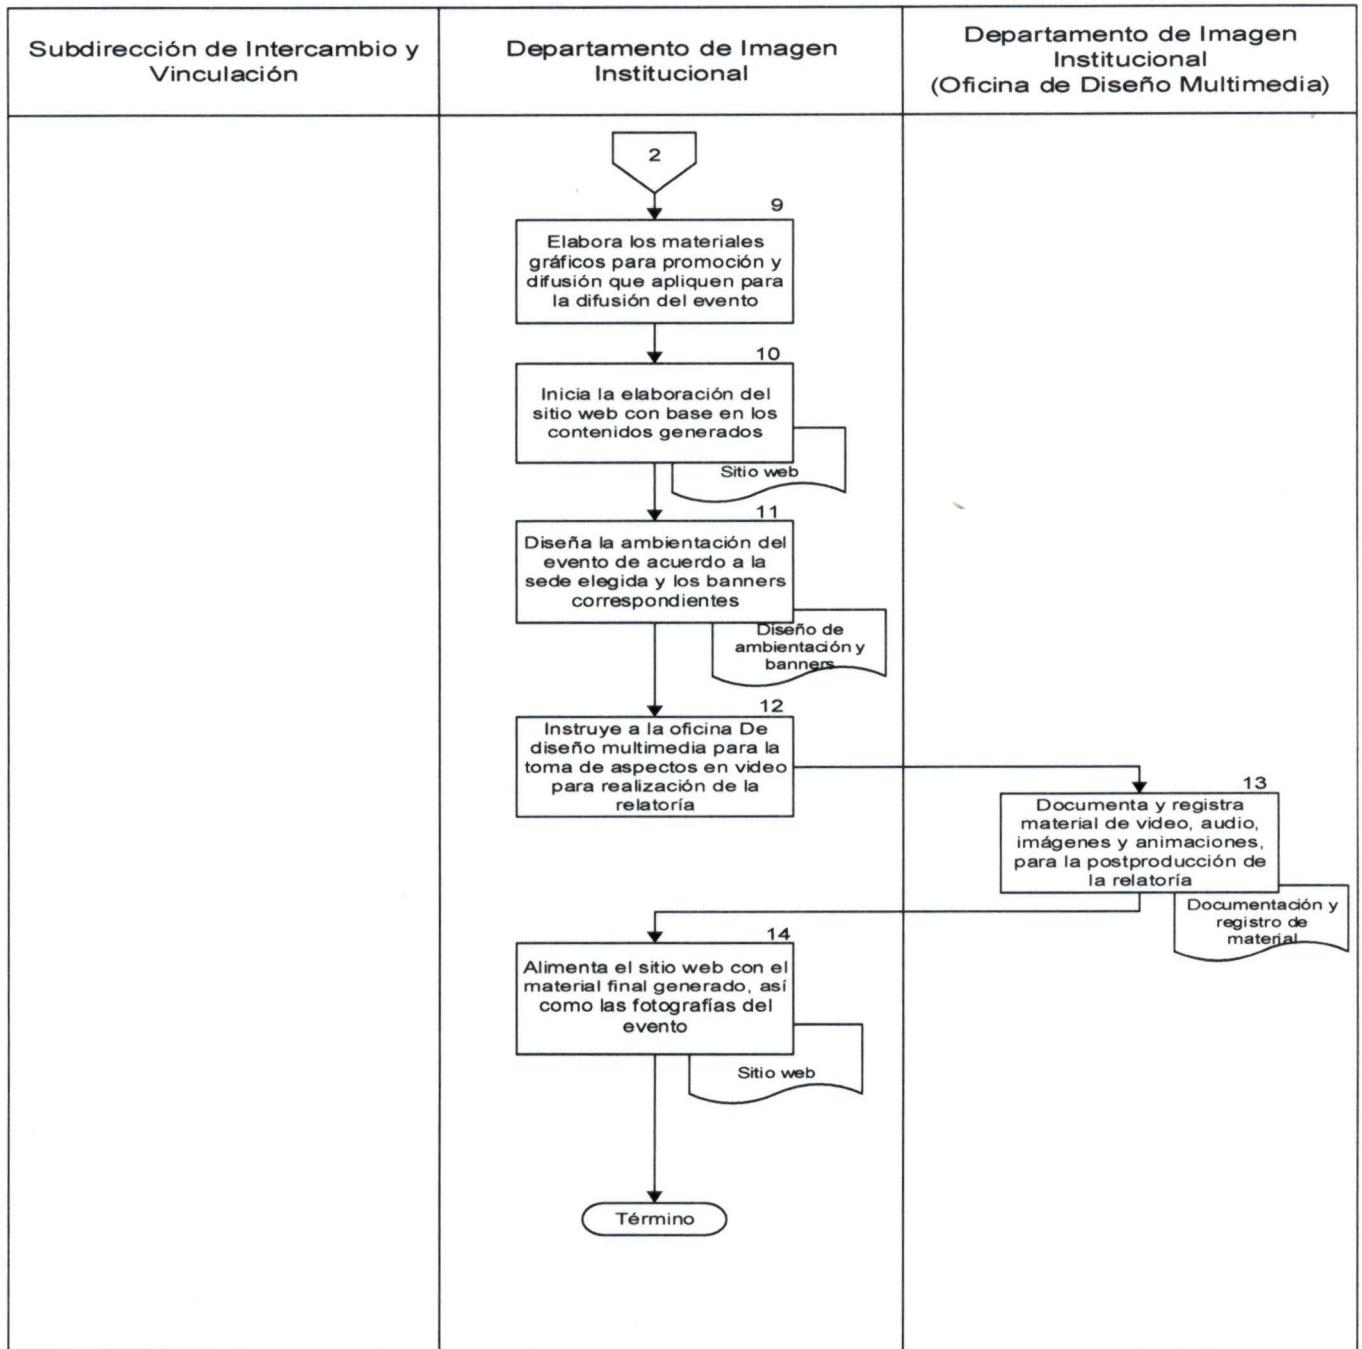 Subdirección de Intercambio y
Vinculación
Departamento de Imagen
Institucional
Departamento de Imagen
Institucional
(Oficina de Diseño Multimedia)
2
9
Elabora los materiales
gráficos para promoción y
difusión que apliquen para
la difusión del evento
10
Inicia la elaboración del
sitio web con base en los
contenidos generados
Sitio web
11
Diseña la ambientación del
evento de acuerdo a la
sede elegida y los banners
correspondientes
Diseño de
ambientación y
banners
12
Instruye a la oficina De
diseño multimedia para la
toma de aspectos en video
para realización de la
relatoría
13
Documenta y registra
material de video, audio,
imágenes y animaciones,
para la postproducción de
la relatoría
Documentación y
registro de
material
14
Alimenta el sitio web con el
material final generado, así
como las fotografías del
evento
Sitio web
Término